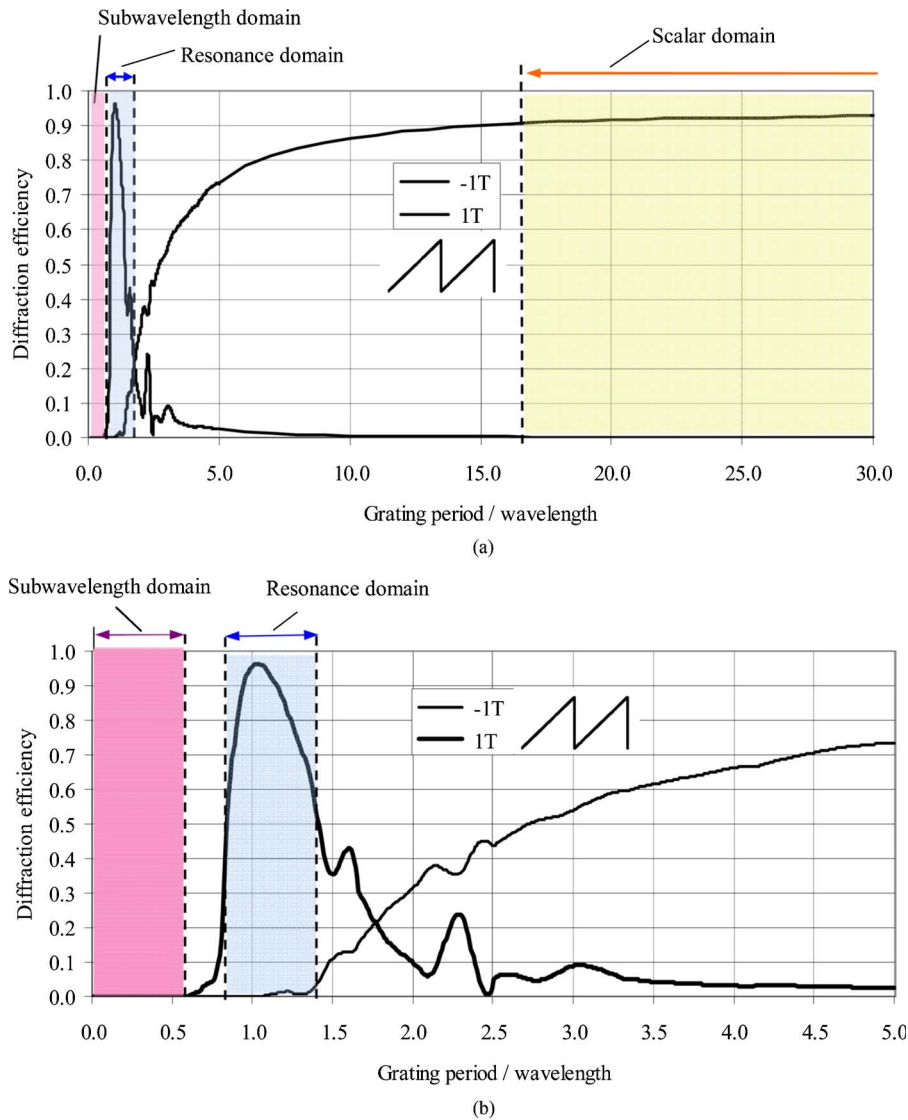 Subwavelength domain
Resonance domain
Scalar domain
1.0
0.9
0.8
0.7
0.6
0.5
0.4
0.3
0.2
0.1
0.0
Diffraction efficiency
-1T
1T
0.0 5.0 10.0 15.0 20.0 25.0 30.0
Grating period / wavelength
(a)
Subwavelength domain
Resonance domain
1.0
0.9
0.8
0.7
0.6
0.5
0.4
0.3
0.2
0.1
0.0
Diffraction efficiency
-1T
1T
0.0 0.5 1.0 1.5 2.0 2.5 3.0 3.5 4.0 4.5 5.0
Grating period / wavelength
(b)